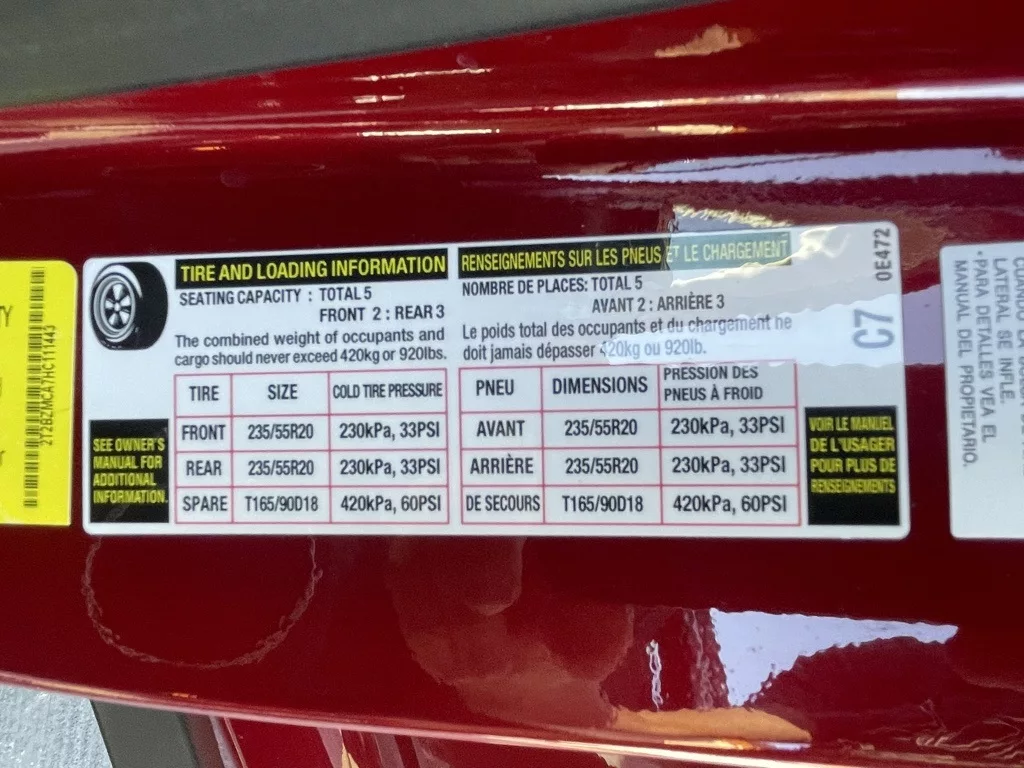 TY
2T2BZMCA7HC111443
TIRE AND LOADING INFORMATION
SEATING CAPACITY : TOTAL 5
FRONT 2 : REAR 3
The combined weight of occupants and
cargo should never exceed 420kg or 920lbs.
TIRE SIZE COLD TIRE PRESSURE
FRONT 235/55R20 230kPa, 33PSI
REAR 235/55R20 230kPa, 33PSI
SPARE T165/90D18 420kPa, 60PSI
SEE OWNER'S
MANUAL FOR
ADDITIONAL
INFORMATION.
RENSEIGNEMENTS SUR LES PNEUS ET LE CHARGEMENT
NOMBRE DE PLACES: TOTAL 5
AVANT 2 : ARRIÈRE 3
Le poids total des occupants et du chargement ne
doit jamais dépasser 420kg ou 920lb.
PNEU DIMENSIONS PRESSION DES
PNEUS À FROID
AVANT 235/55R20 230kPa, 33PSI
ARRIÈRE 235/55R20 230kPa, 33PSI
DE SECOURS T165/90D18 420kPa, 60PSI
VOIR LE MANUEL
DE L'USAGER
POUR PLUS DE
RENSEIGNEMENTS
0E472
C7
LATERAL SE INFLE.
•PARA DETALLES VEA EL
MANUAL DEL PROPIETARIO.